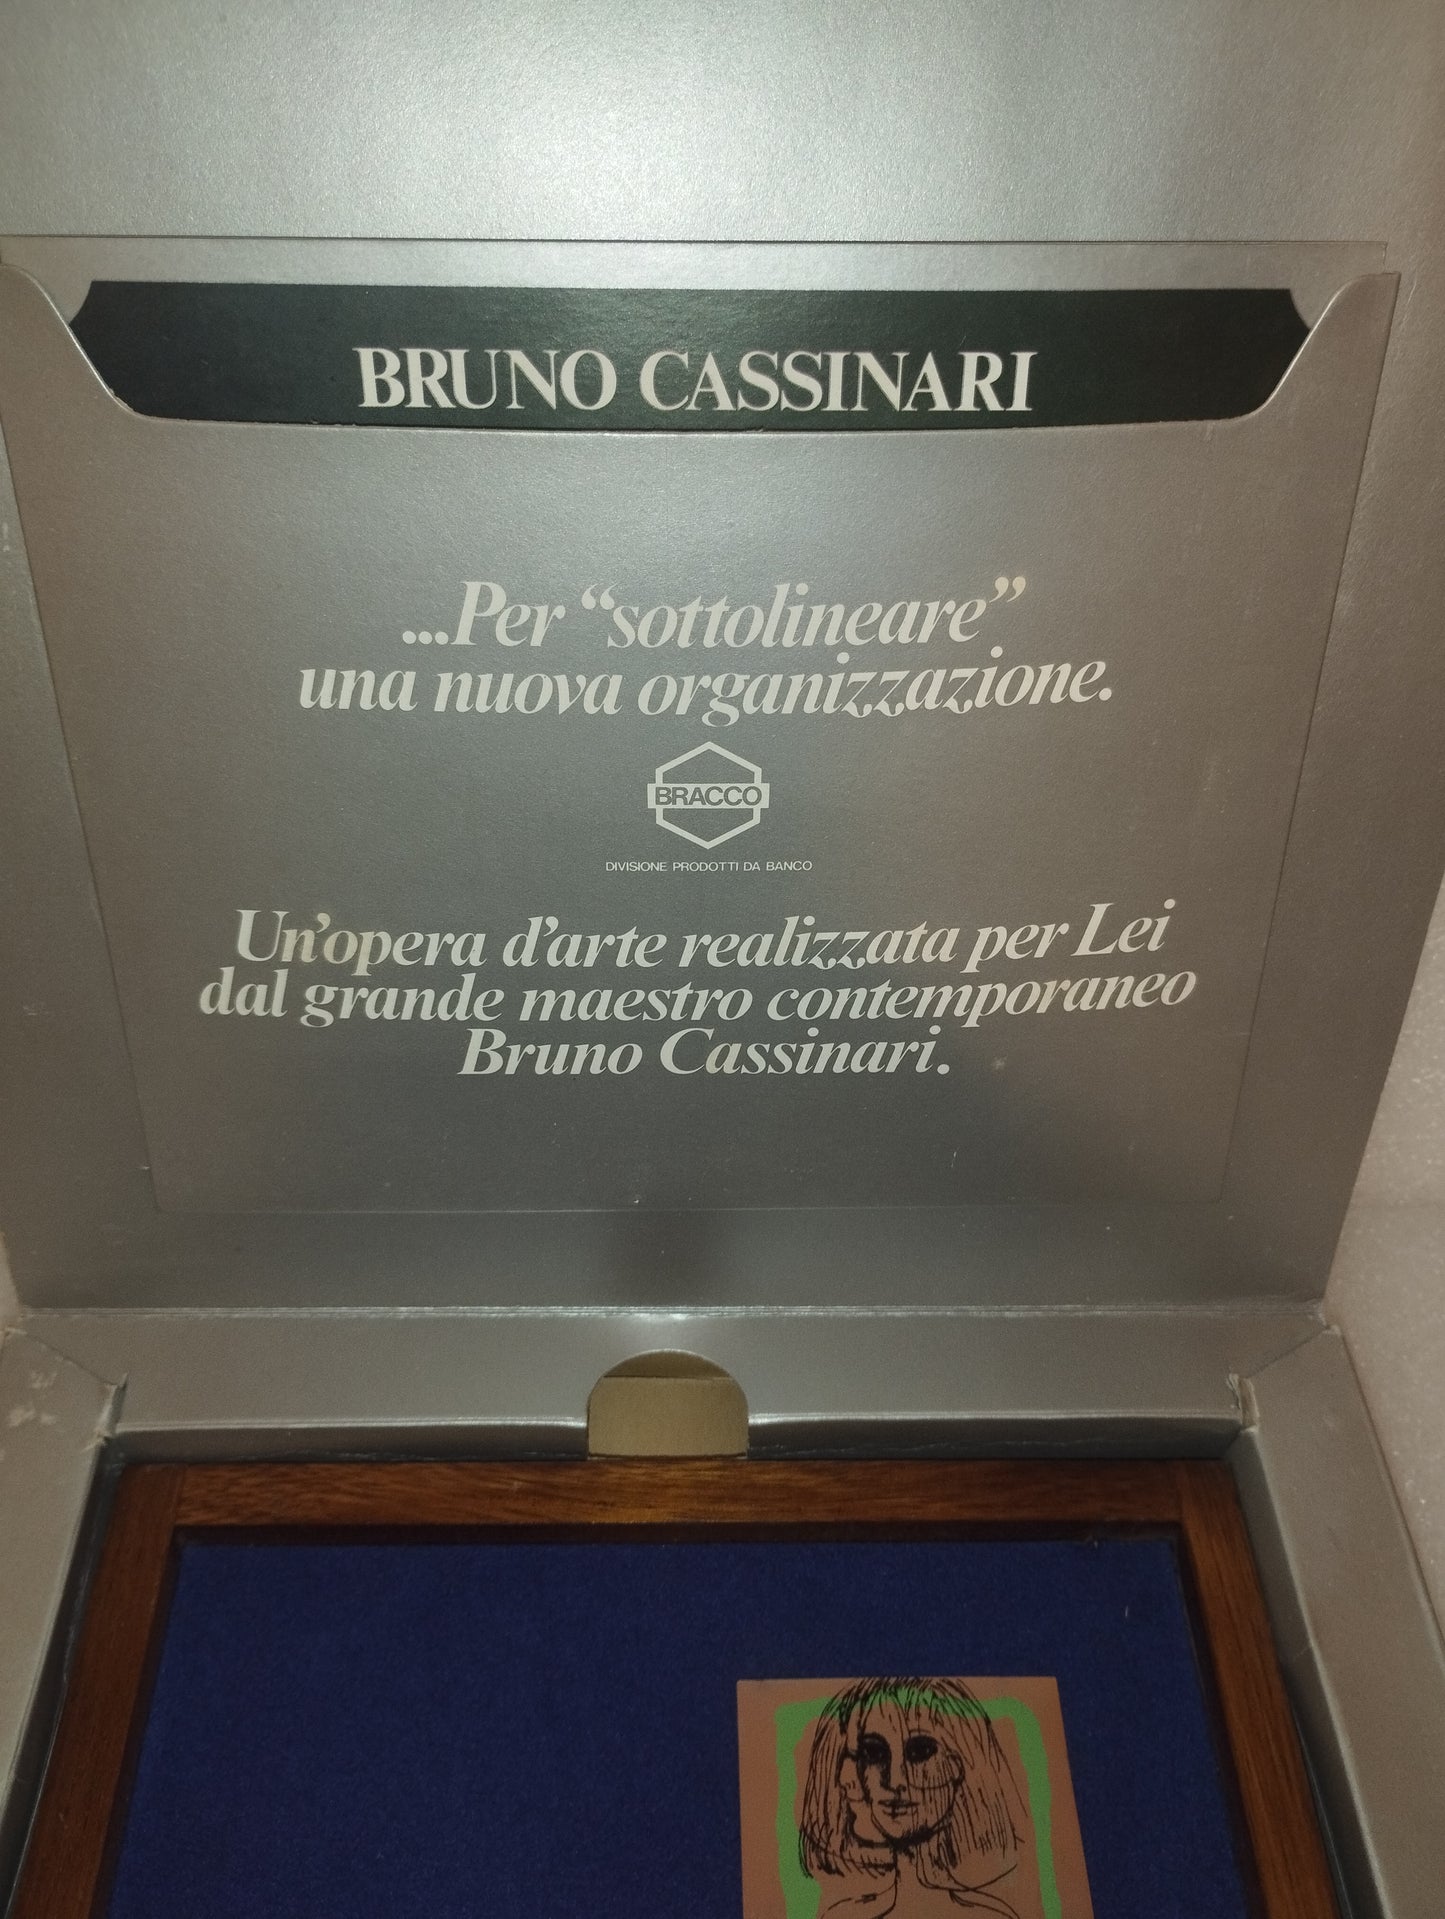 BRUNO CASSINARI
...Per “sottolineare”
una nuova organizzazione.
BRACCO
DIVISIONE PRODOTTI DA BANCO
Un'opera d'arte realizzata per Lei
dal grande maestro contemporaneo
Bruno Cassinari.